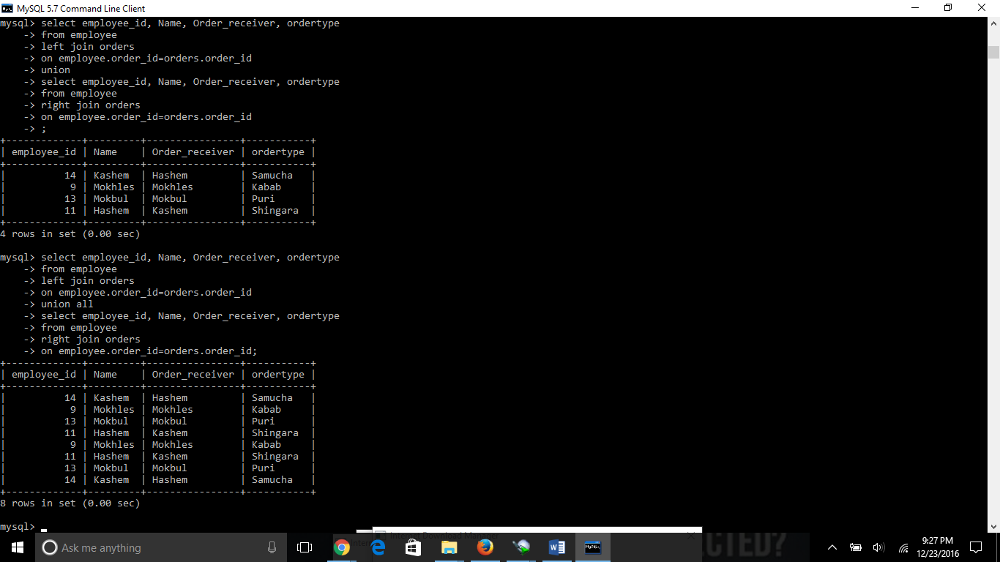 MySQL 5.7 Command Line Client
mysql> select employee_id, Name, Order_receiver, ordertype
    -> from employee
    -> left join orders
    -> on employee.order_id=orders.order_id
    -> union
    -> select employee_id, Name, Order_receiver, ordertype
    -> from employee
    -> right join orders
    -> on employee.order_id=orders.order_id
    -> ;
+-------------+---------+----------------+-----------+
| employee_id | Name    | Order_receiver | ordertype |
+-------------+---------+----------------+-----------+
|          14 | Kashem  | Hashem         | Samucha   |
|           9 | Mokhles | Mokhles        | Kabab     |
|          13 | Mokbul  | Mokbul         | Puri      |
|          11 | Hashem  | Kashem         | Shingara  |
+-------------+---------+----------------+-----------+
4 rows in set (0.00 sec)
mysql> select employee_id, Name, Order_receiver, ordertype
    -> from employee
    -> left join orders
    -> on employee.order_id=orders.order_id
    -> union all
    -> select employee_id, Name, Order_receiver, ordertype
    -> from employee
    -> right join orders
    -> on employee.order_id=orders.order_id;
+-------------+---------+----------------+-----------+
| employee_id | Name    | Order_receiver | ordertype |
+-------------+---------+----------------+-----------+
|          14 | Kashem  | Hashem         | Samucha   |
|           9 | Mokhles | Mokhles        | Kabab     |
|          13 | Mokbul  | Mokbul         | Puri      |
|          11 | Hashem  | Kashem         | Shingara  |
|           9 | Mokhles | Mokhles        | Kabab     |
|          11 | Hashem  | Kashem         | Shingara  |
|          13 | Mokbul  | Mokbul         | Puri      |
|          14 | Kashem  | Hashem         | Samucha   |
+-------------+---------+----------------+-----------+
8 rows in set (0.00 sec)
mysql>
Internet Download Manager
Ask me anything
9:27 PM
12/23/2016